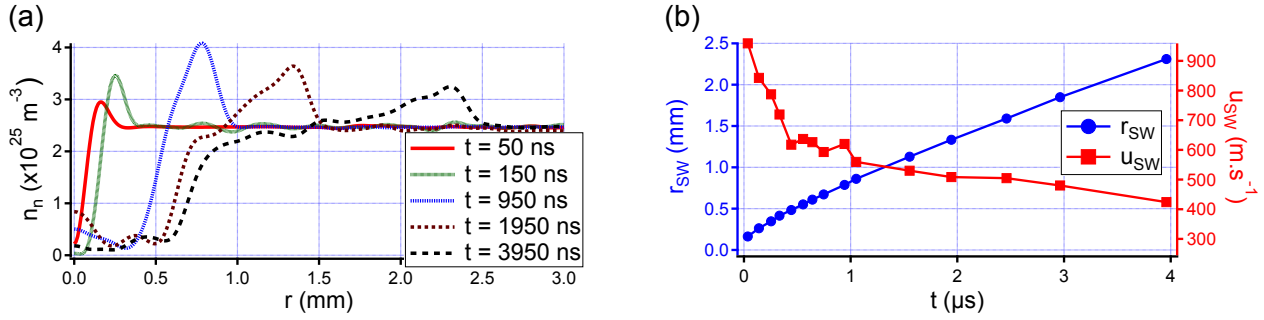 (a)
4
3
2
1
0
nₙ (x10²⁵ m⁻³)
0.0
0.5
1.0
1.5
2.0
2.5
3.0
r (mm)
t = 50 ns
t = 150 ns
t = 950 ns
t = 1950 ns
t = 3950 ns
(b)
2.5
2.0
1.5
1.0
0.5
0.0
r_SW (mm)
900
800
700
600
500
400
300
u_SW (m.s⁻¹)
r_SW
u_SW
0
1
2
3
4
t (µs)